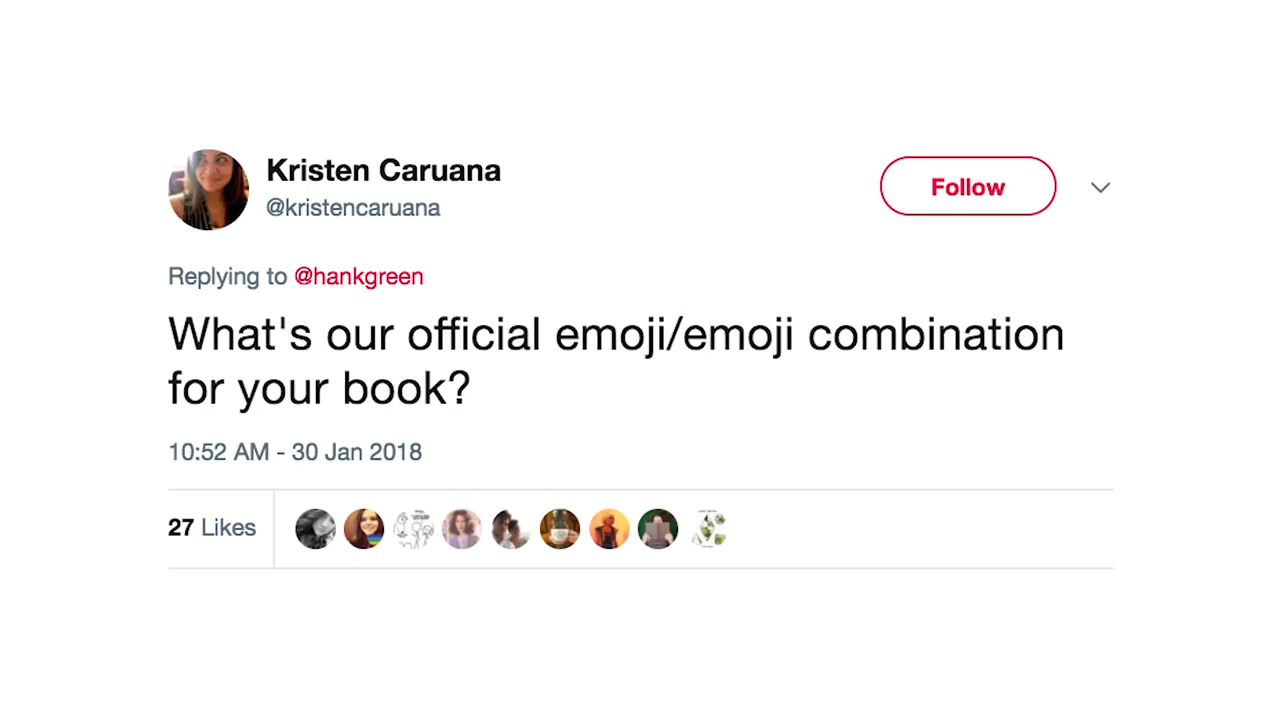 Kristen Caruana
@kristencaruana
Follow
Replying to @hankgreen
What's our official emoji/emoji combination
for your book?
10:52 AM - 30 Jan 2018
27 Likes